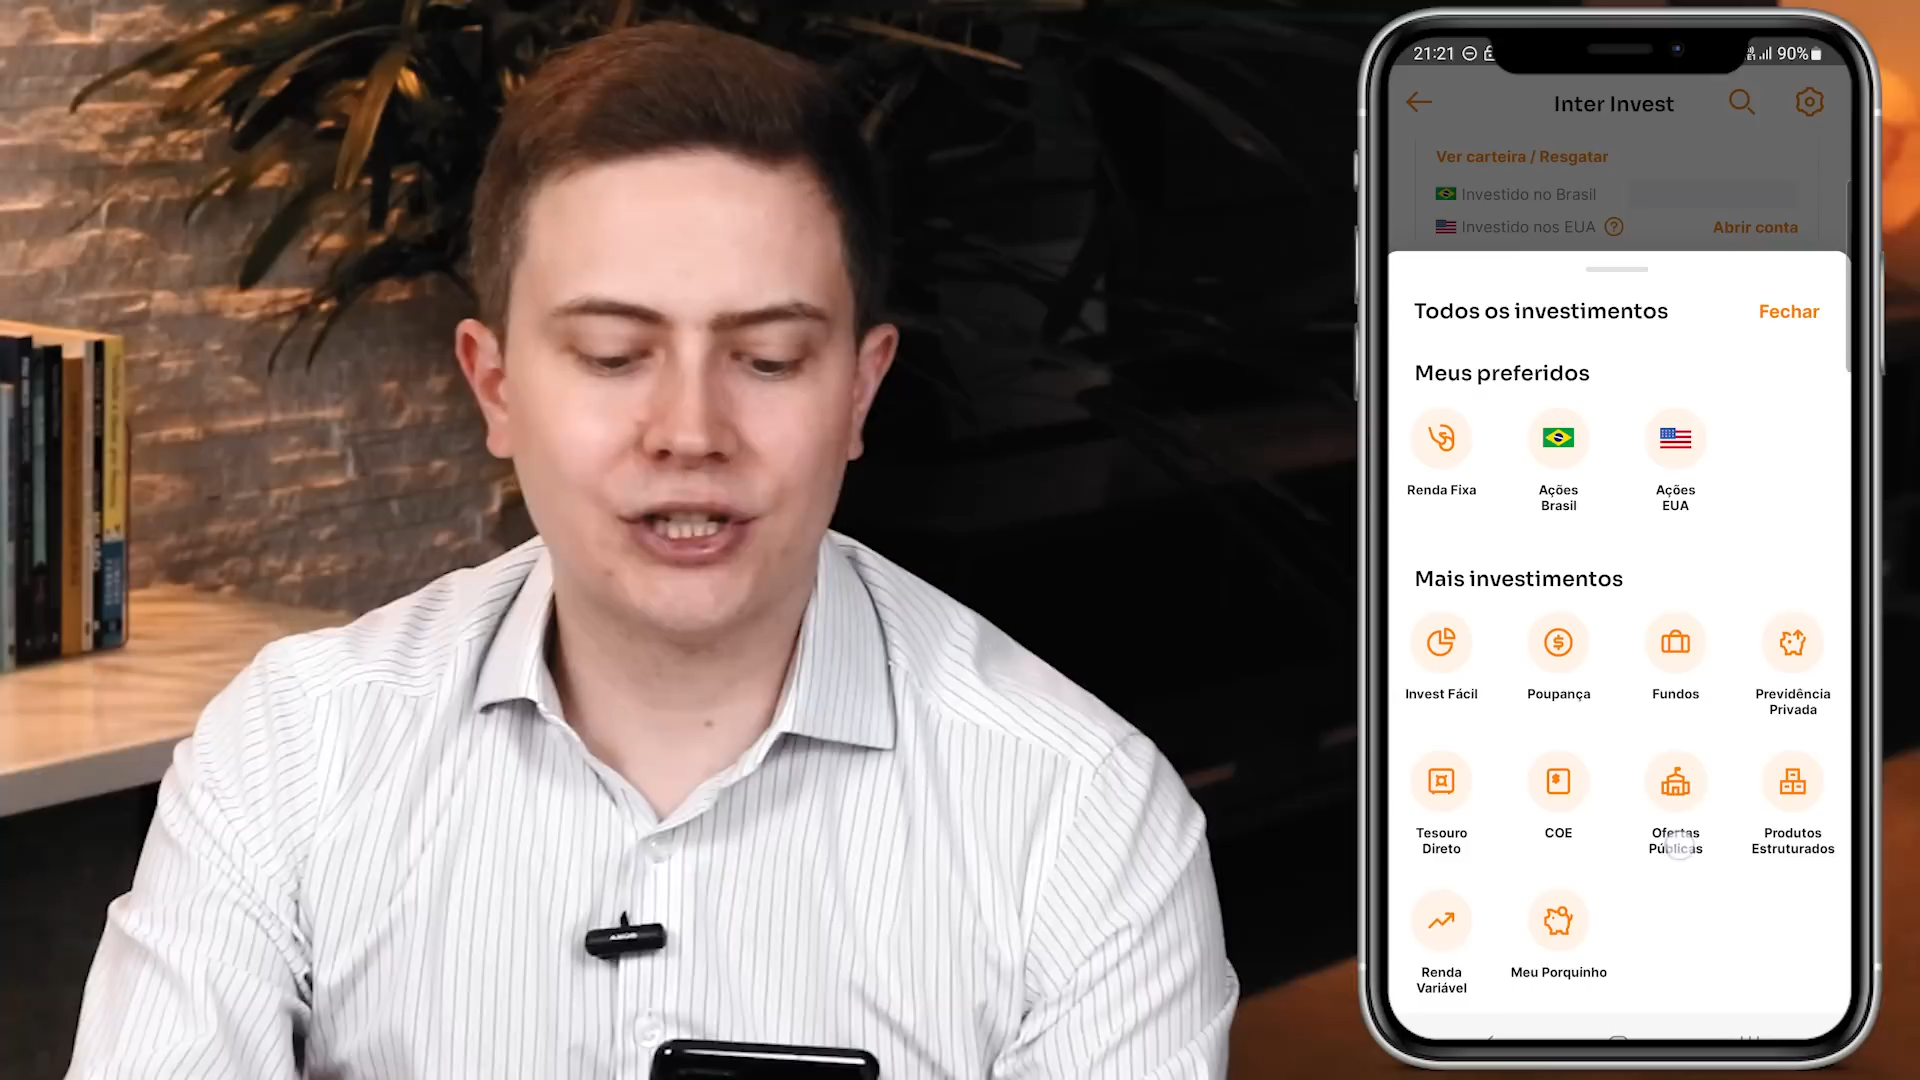 21:21
90%
Inter Invest
Ver carteira / Resgatar
Investido no Brasil
Investido nos EUA ?
Abrir conta
Todos os investimentos
Fechar
Meus preferidos
Renda Fixa
Ações
Brasil
Ações
EUA
Mais investimentos
Invest Fácil
Poupança
Fundos
Previdência
Privada
Tesouro
Direto
COE
Ofertas
Públicas
Produtos
Estruturados
Renda
Variável
Meu Porquinho
SONY